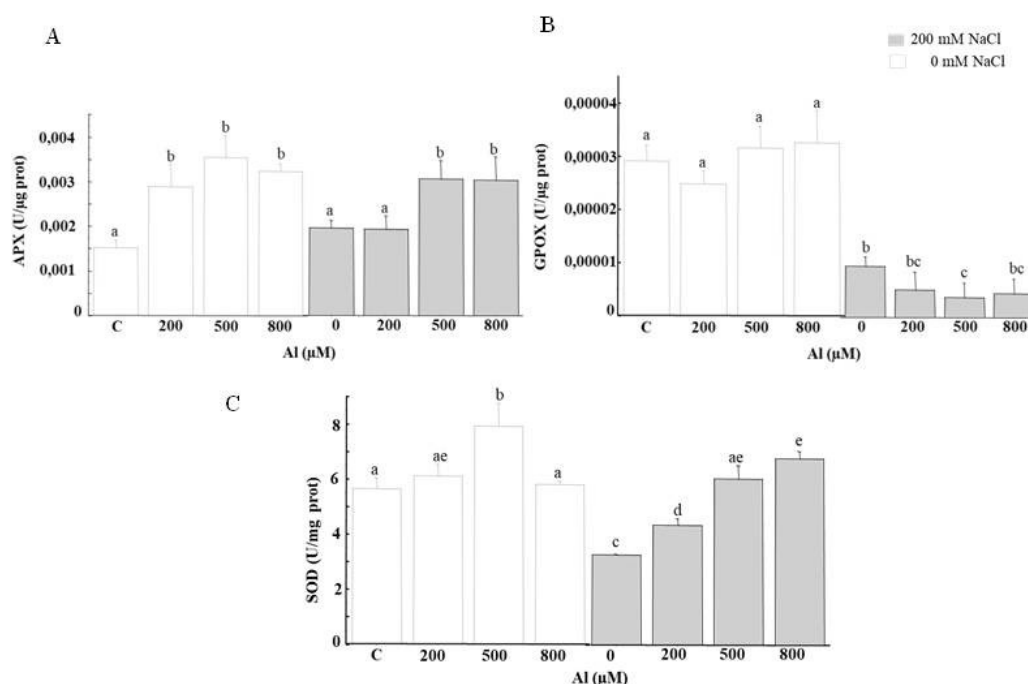 A
B
200 mM NaCl
0 mM NaCl
APX (U/µg prot)
0,004
0,003
0,002
0,001
0
a
b
b
b
a
a
b
b
C 200 500 800 0 200 500 800
Al (µM)
GPOX (U/µg prot)
0,00004
0,00003
0,00002
0,00001
0
a
a
a
a
b
bc
c
bc
C 200 500 800 0 200 500 800
Al (µM)
C
SOD (U/mg prot)
8
6
4
2
0
a
ae
b
a
c
d
ae
e
C 200 500 800 0 200 500 800
Al (µM)